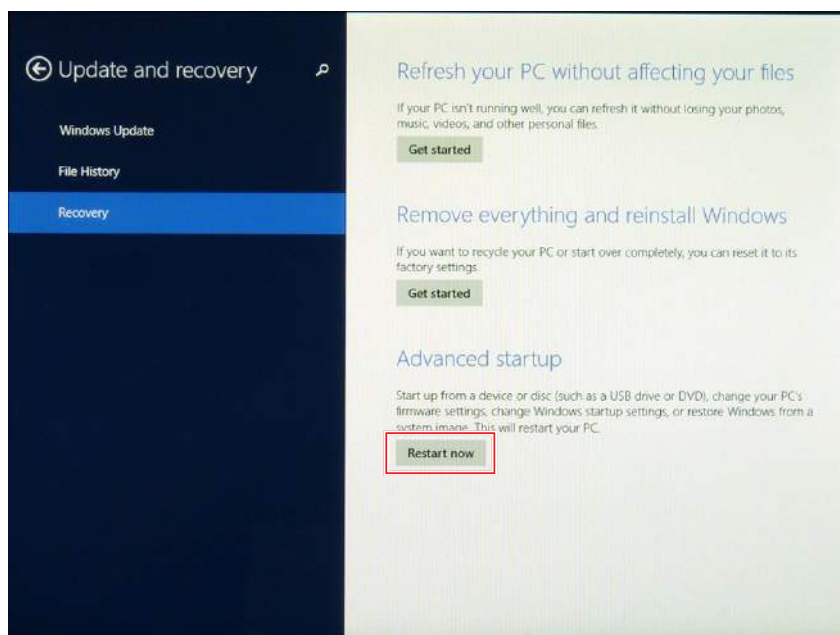 Update and recovery
Windows Update
File History
Recovery
Refresh your PC without affecting your files
If your PC isn't running well, you can refresh it without losing your photos,
music, videos, and other personal files.
Get started
Remove everything and reinstall Windows
If you want to recycle your PC or start over completely, you can reset it to its
factory settings.
Get started
Advanced startup
Start up from a device or disc (such as a USB drive or DVD), change your PC's
firmware settings, change Windows startup settings, or restore Windows from a
system image. This will restart your PC.
Restart now